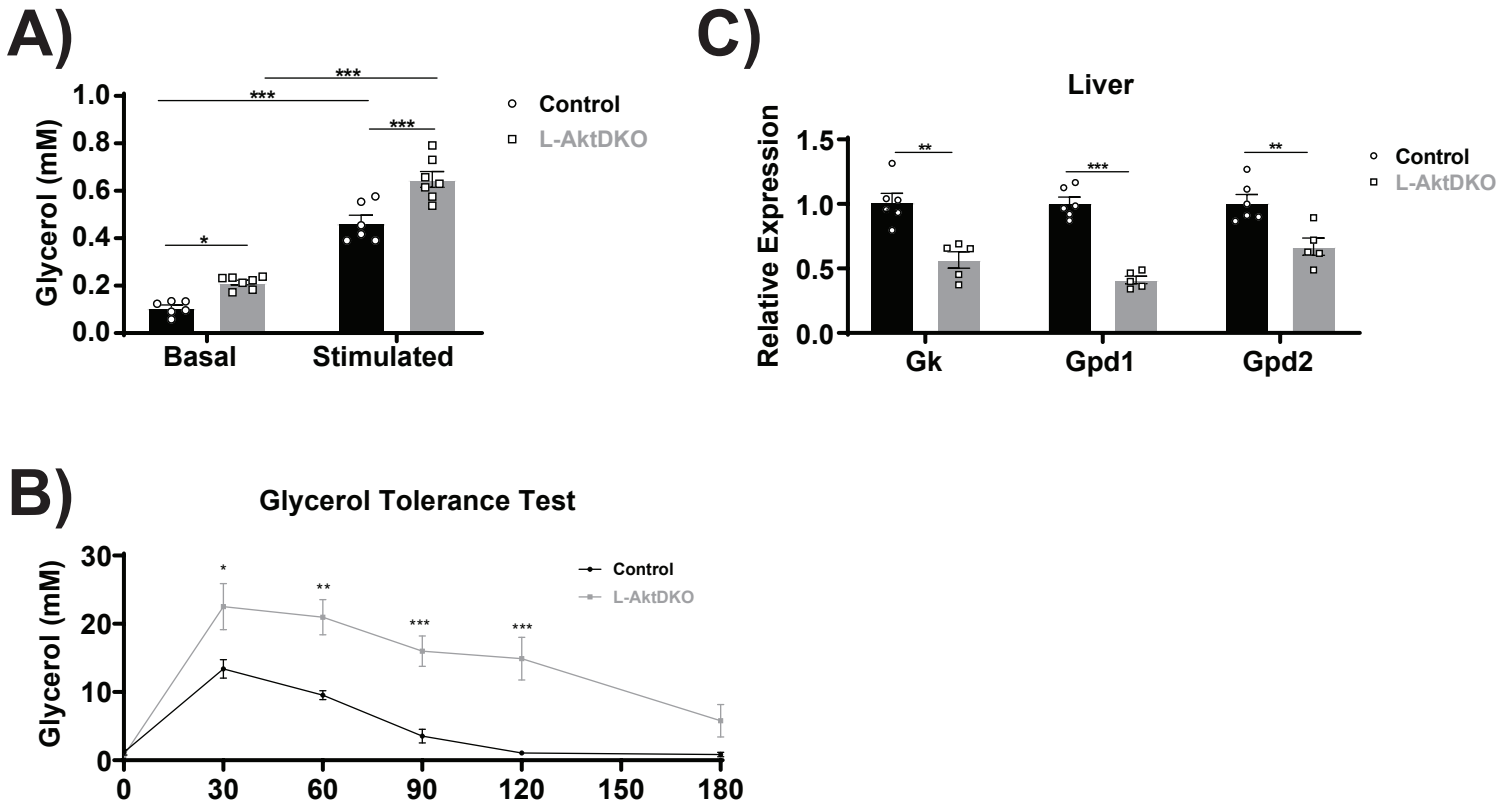 A)
***
***
***
*
Glycerol (mM)
1.0
0.8
0.6
0.4
0.2
0.0
Basal
Stimulated
Control
L-AktDKO
C)
Liver
Relative Expression
1.5
1.0
0.5
0.0
**
***
**
Gk
Gpd1
Gpd2
Control
L-AktDKO
B)
Glycerol Tolerance Test
Glycerol (mM)
30
20
10
0
*
**
***
***
Control
L-AktDKO
0
30
60
90
120
150
180